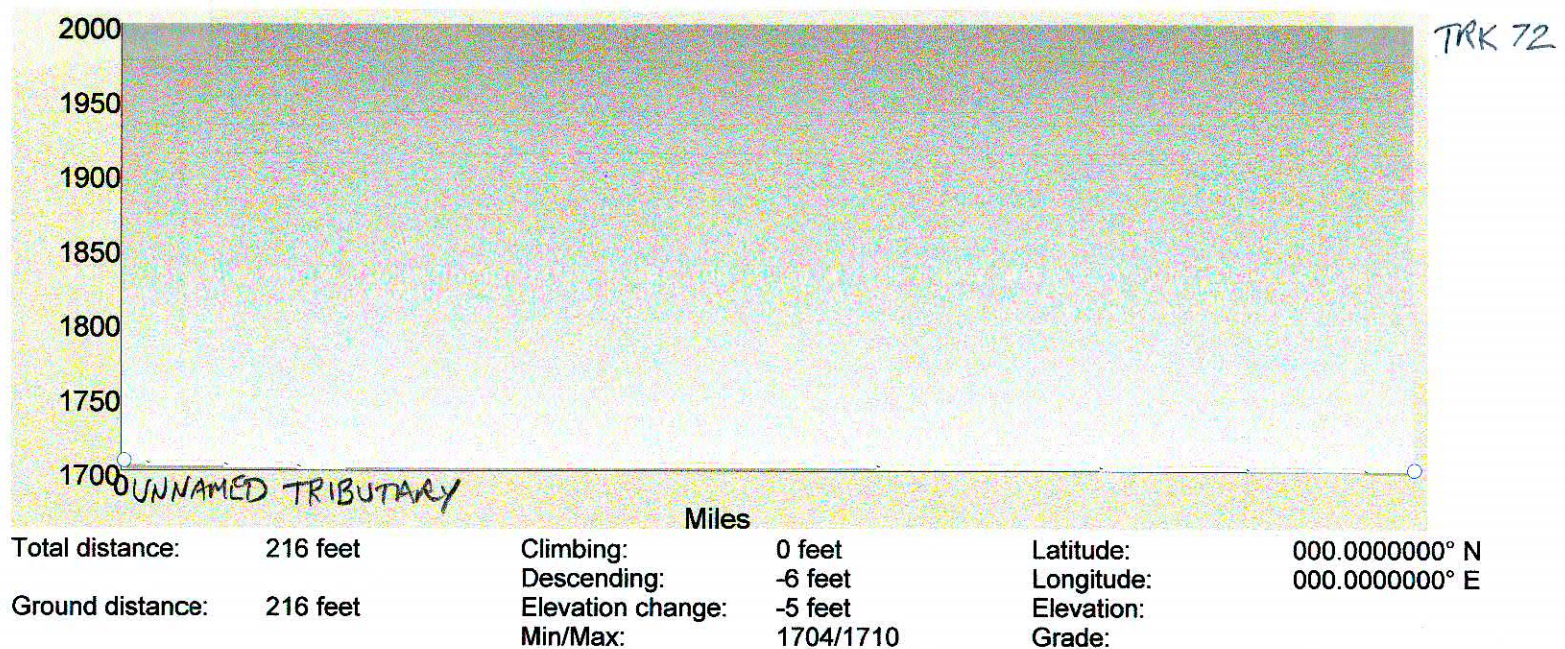 TRK 72
2000
1950
1900
1850
1800
1750
1700
0 UNNAMED TRIBUTARY
Miles
Total distance: 216 feet Climbing: 0 feet Latitude: 000.0000000° N
Descending: -6 feet Longitude: 000.0000000° E
Ground distance: 216 feet Elevation change: -5 feet Elevation:
Min/Max: 1704/1710 Grade: